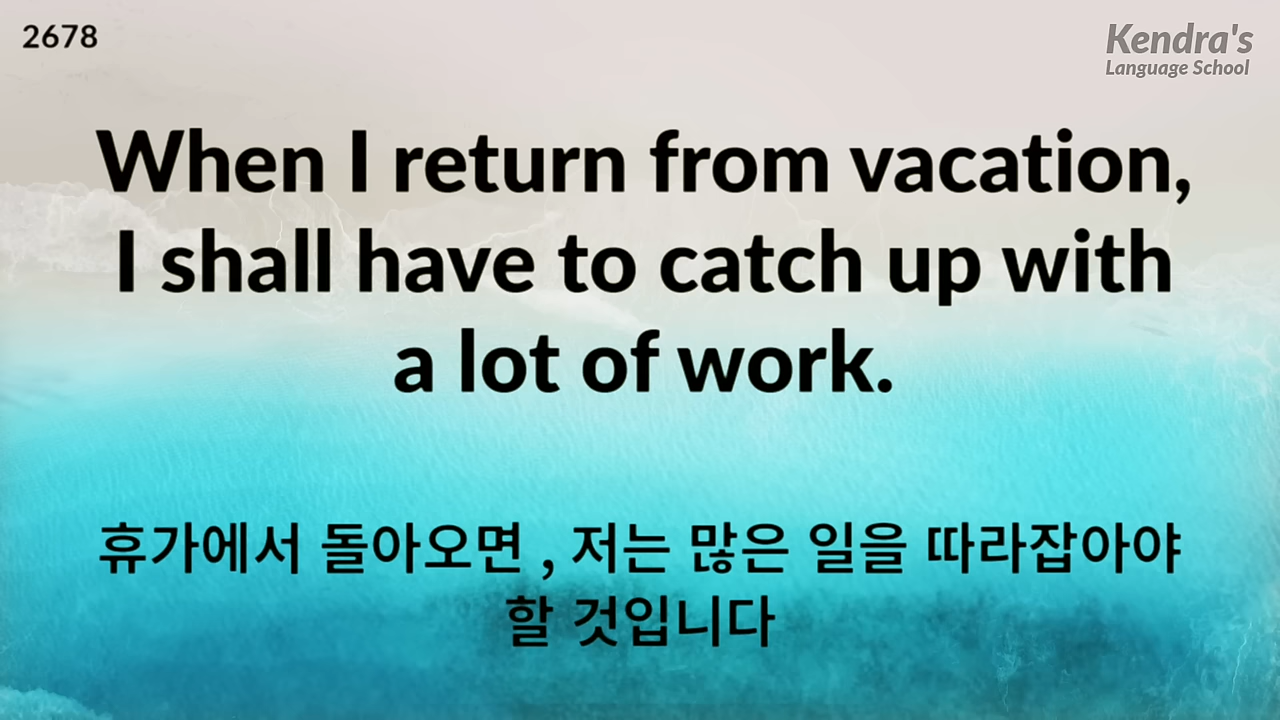 2678
Kendra's
Language School
When I return from vacation,
I shall have to catch up with
a lot of work.
휴가에서 돌아오면 , 저는 많은 일을 따라잡아야
할 것입니다